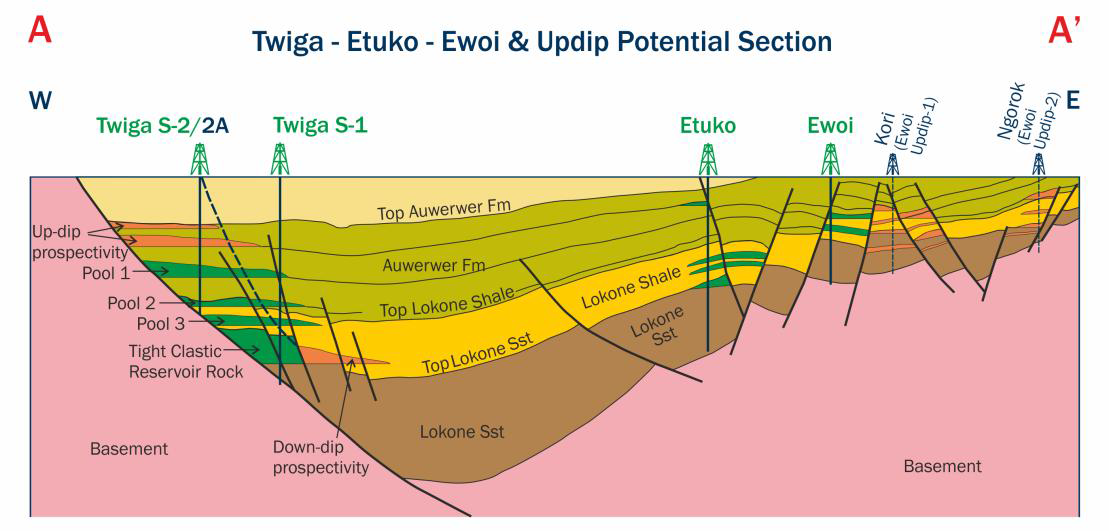 A
A’
Twiga - Etuko - Ewoi & Updip Potential Section
W
E
Twiga S-2/2A
Twiga S-1
Etuko
Ewoi
Kori
(Ewoi
Updip-1)
Ngorok
(Ewoi
Updip-2)
Top Auwerwer Fm
Up-dip
prospectivity
Pool 1
Auwerwer Fm
Pool 2
Top Lokone Shale
Lokone Shale
Pool 3
Lokone
Sst
Tight Clastic
Reservoir Rock
Top Lokone Sst
Basement
Down-dip
prospectivity
Lokone Sst
Basement